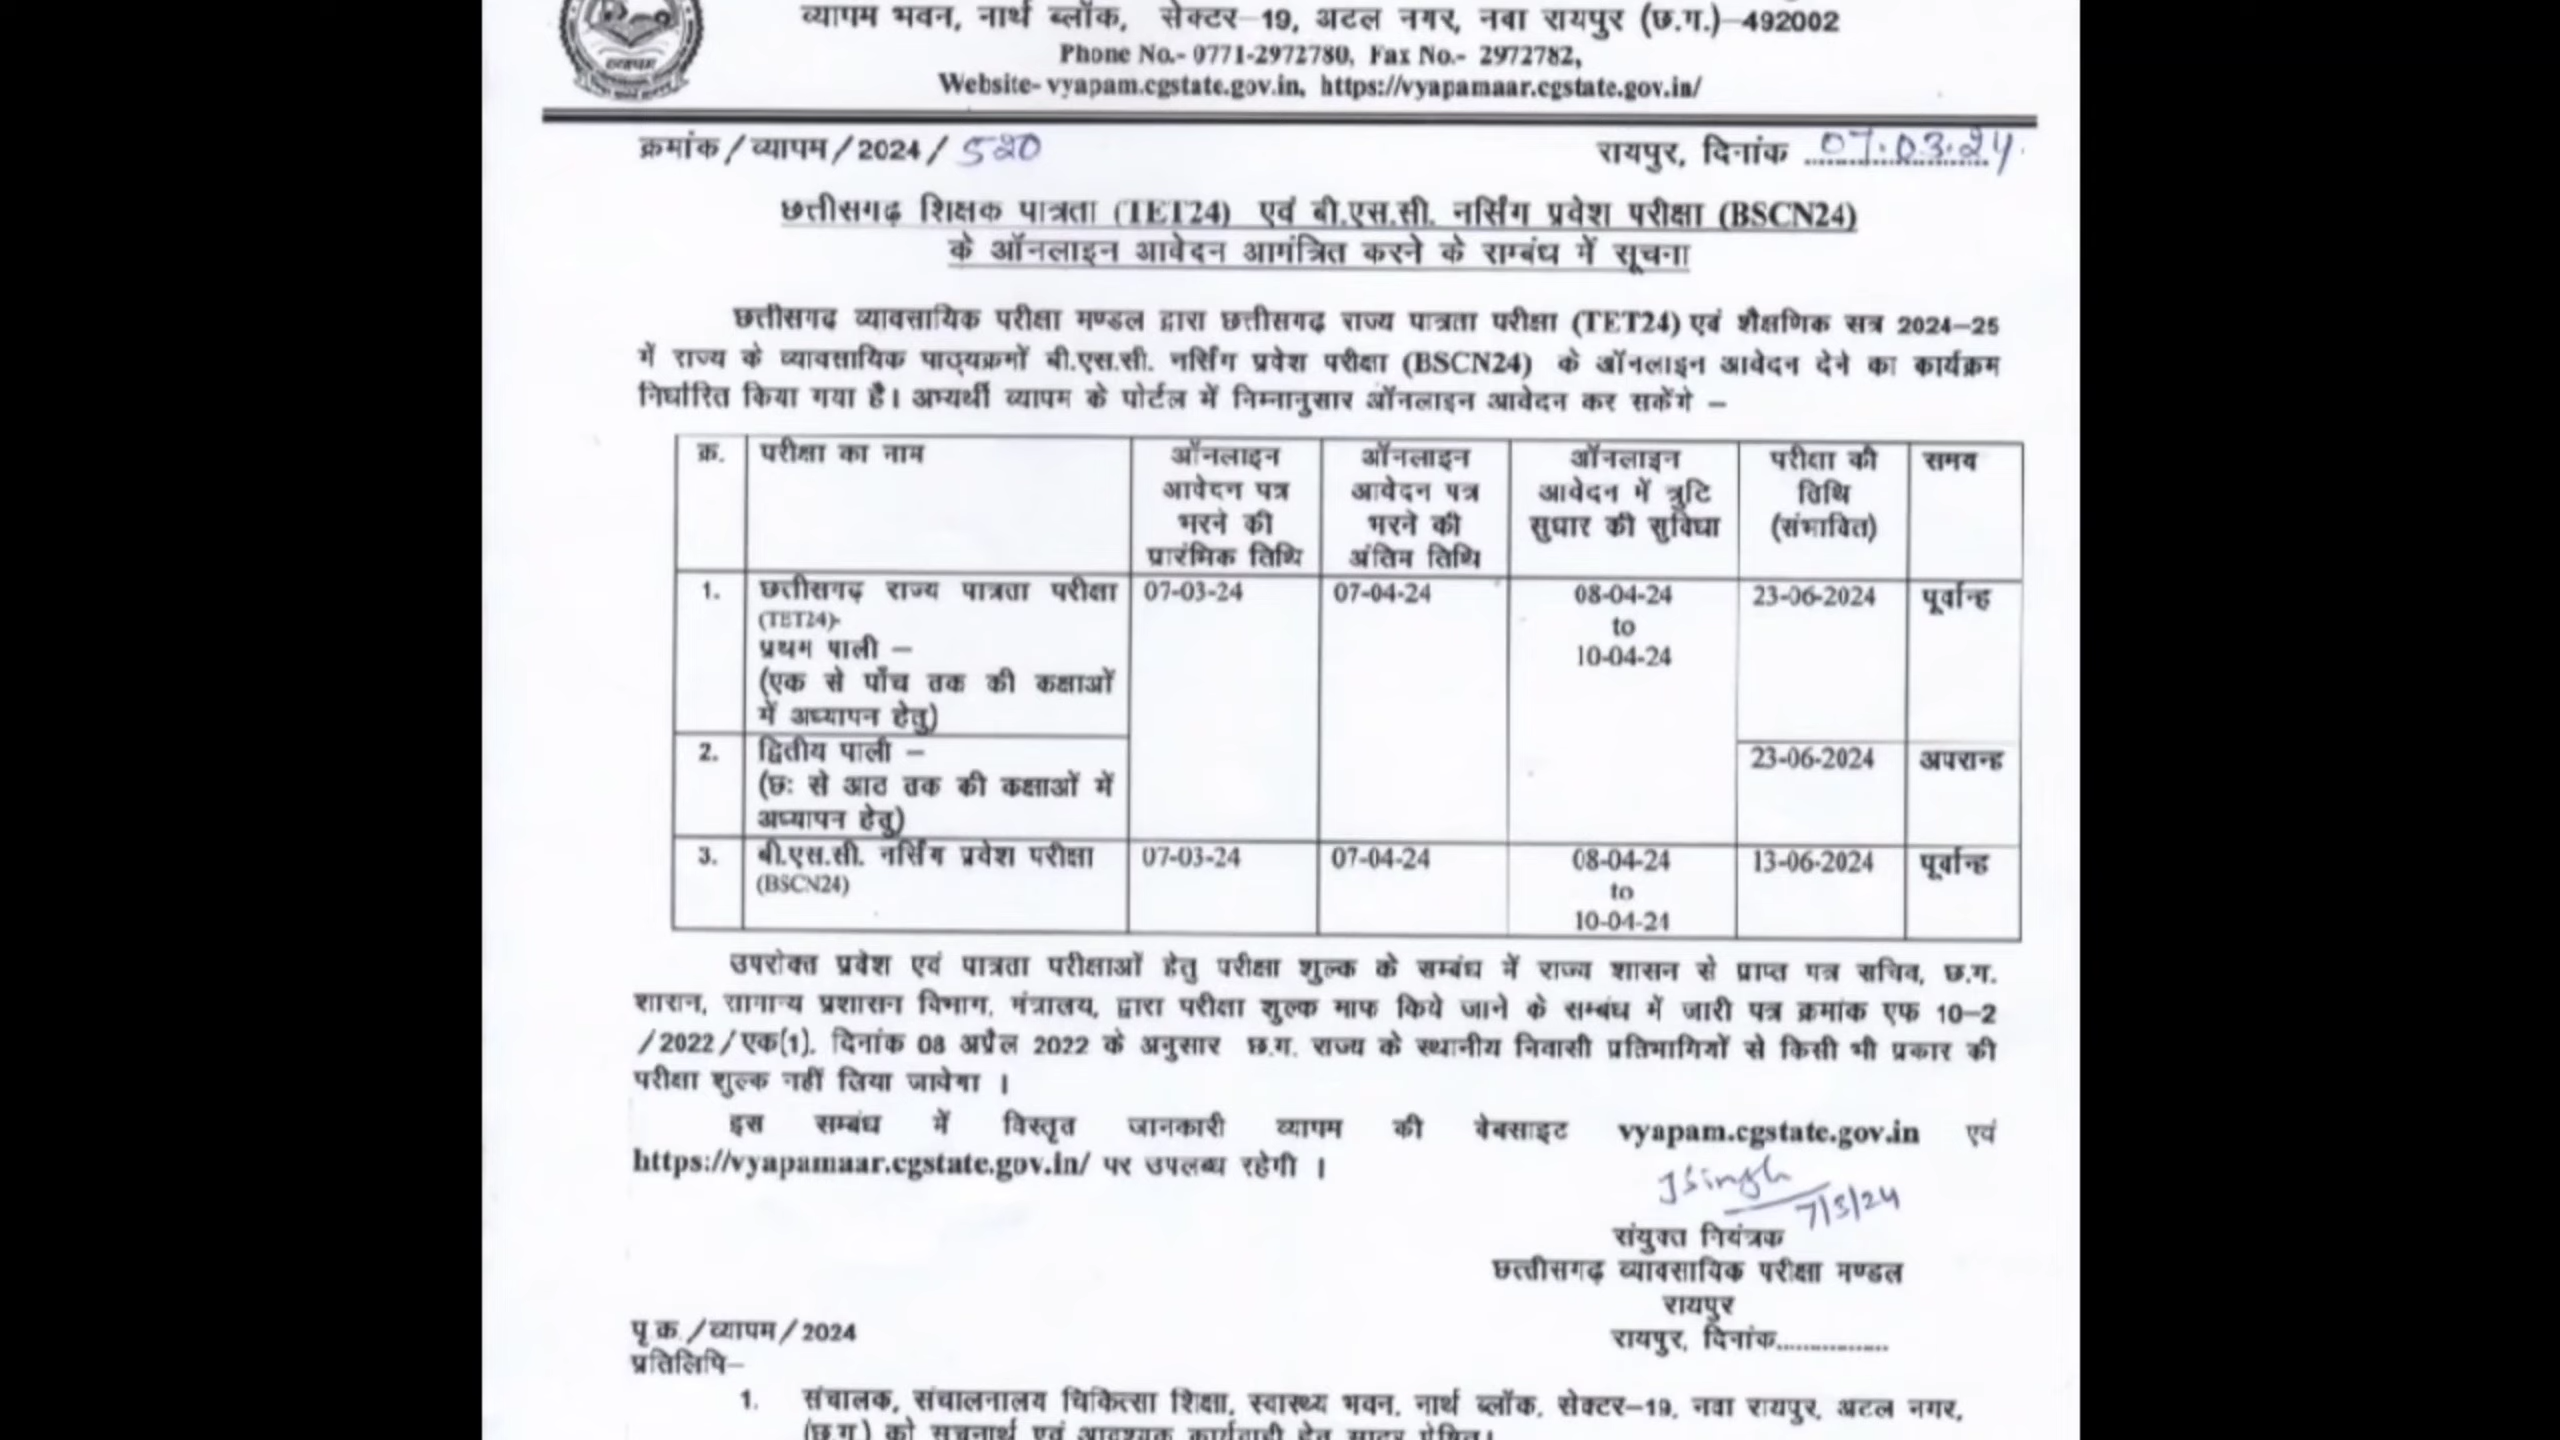 व्यापम भवन, नार्थ ब्लॉक, सेक्टर–19, अटल नगर, नवा रायपुर (छ.ग.)–492002
Phone No.- 0771-2972780, Fax No.- 2972782,
Website- vyapam.cgstate.gov.in, https://vyapamaar.cgstate.gov.in/
क्रमांक/व्यापम/2024/ 520 रायपुर, दिनांक 07.03.24.
छत्तीसगढ़ शिक्षक पात्रता (TET24) एवं बी.एस.सी. नर्सिंग प्रवेश परीक्षा (BSCN24)
के ऑनलाइन आवेदन आमंत्रित करने के सम्बंध में सूचना
छत्तीसगढ व्यावसायिक परीक्षा मण्डल द्वारा छत्तीसगढ़ राज्य पात्रता परीक्षा (TET24) एवं शैक्षणिक सत्र 2024–25
में राज्य के व्यावसायिक पाठ्यक्रमों बी.एस.सी. नर्सिंग प्रवेश परीक्षा (BSCN24) के ऑनलाइन आवेदन देने का कार्यक्रम
निर्धारित किया गया है। अभ्यर्थी व्यापम के पोर्टल में निम्नानुसार ऑनलाइन आवेदन कर सकेंगे –
क्र. परीक्षा का नाम ऑनलाइन आवेदन पत्र भरने की प्रारंभिक तिथि ऑनलाइन आवेदन पत्र भरने की अंतिम तिथि ऑनलाइन आवेदन में त्रुटि सुधार की सुविधा परीक्षा की तिथि (संभावित) समय
1. छत्तीसगढ़ राज्य पात्रता परीक्षा 07-03-24 07-04-24 08-04-24 23-06-2024 पूर्वान्ह
(TET24)- to
प्रथम पाली – 10-04-24
(एक से पाँच तक की कक्षाओं
में अध्यापन हेतु)
2. द्वितीय पाली – 23-06-2024 अपरान्ह
(छः से आठ तक की कक्षाओं में
अध्यापन हेतु)
3. बी.एस.सी. नर्सिंग प्रवेश परीक्षा 07-03-24 07-04-24 08-04-24 13-06-2024 पूर्वान्ह
(BSCN24) to
10-04-24
उपरोक्त प्रवेश एवं पात्रता परीक्षाओं हेतु परीक्षा शुल्क के सम्बंध में राज्य शासन से प्राप्त पत्र सचिव, छ.ग.
शासन, सामान्य प्रशासन विभाग, मंत्रालय, द्वारा परीक्षा शुल्क माफ किये जाने के सम्बंध में जारी पत्र क्रमांक एफ 10–2
/2022/एक(1), दिनांक 08 अप्रैल 2022 के अनुसार छ.ग. राज्य के स्थानीय निवासी प्रतिभागियों से किसी भी प्रकार की
परीक्षा शुल्क नहीं लिया जावेगा ।
इस सम्बंध में विस्तृत जानकारी व्यापम की वेबसाइट vyapam.cgstate.gov.in एवं
https://vyapamaar.cgstate.gov.in/ पर उपलब्ध रहेगी ।
JSingh
7/3/24
संयुक्त नियंत्रक
छत्तीसगढ़ व्यावसायिक परीक्षा मण्डल
रायपुर
पृ.क./व्यापम/2024 रायपुर, दिनांक.................
प्रतिलिपि–
1. संचालक, संचालनालय चिकित्सा शिक्षा, स्वास्थ्य भवन, नार्थ ब्लॉक, सेक्टर–19, नवा रायपुर, अटल नगर,
(छ.ग.) को सूचनार्थ एवं आवश्यक कार्यवाही हेतु सादर प्रेषित।